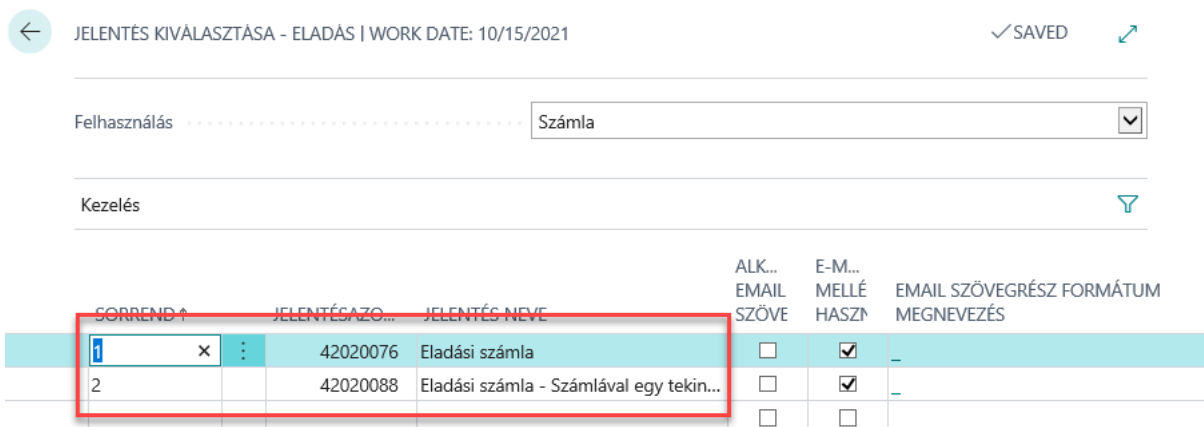 JELENTÉS KIVÁLASZTÁSA - ELADÁS | WORK DATE: 10/15/2021 SAVED
Felhasználás Számla
Kezelés
ALK... E-M...
EMAIL MELLÉ EMAIL SZÖVEGRÉSZ FORMÁTUM
SORREND↑ JELENTÉSAZO... JELENTÉS NEVE SZÖVE HASZN MEGNEVEZÉS
1 42020076 Eladási számla _
2 42020088 Eladási számla - Számlával egy tekin... _